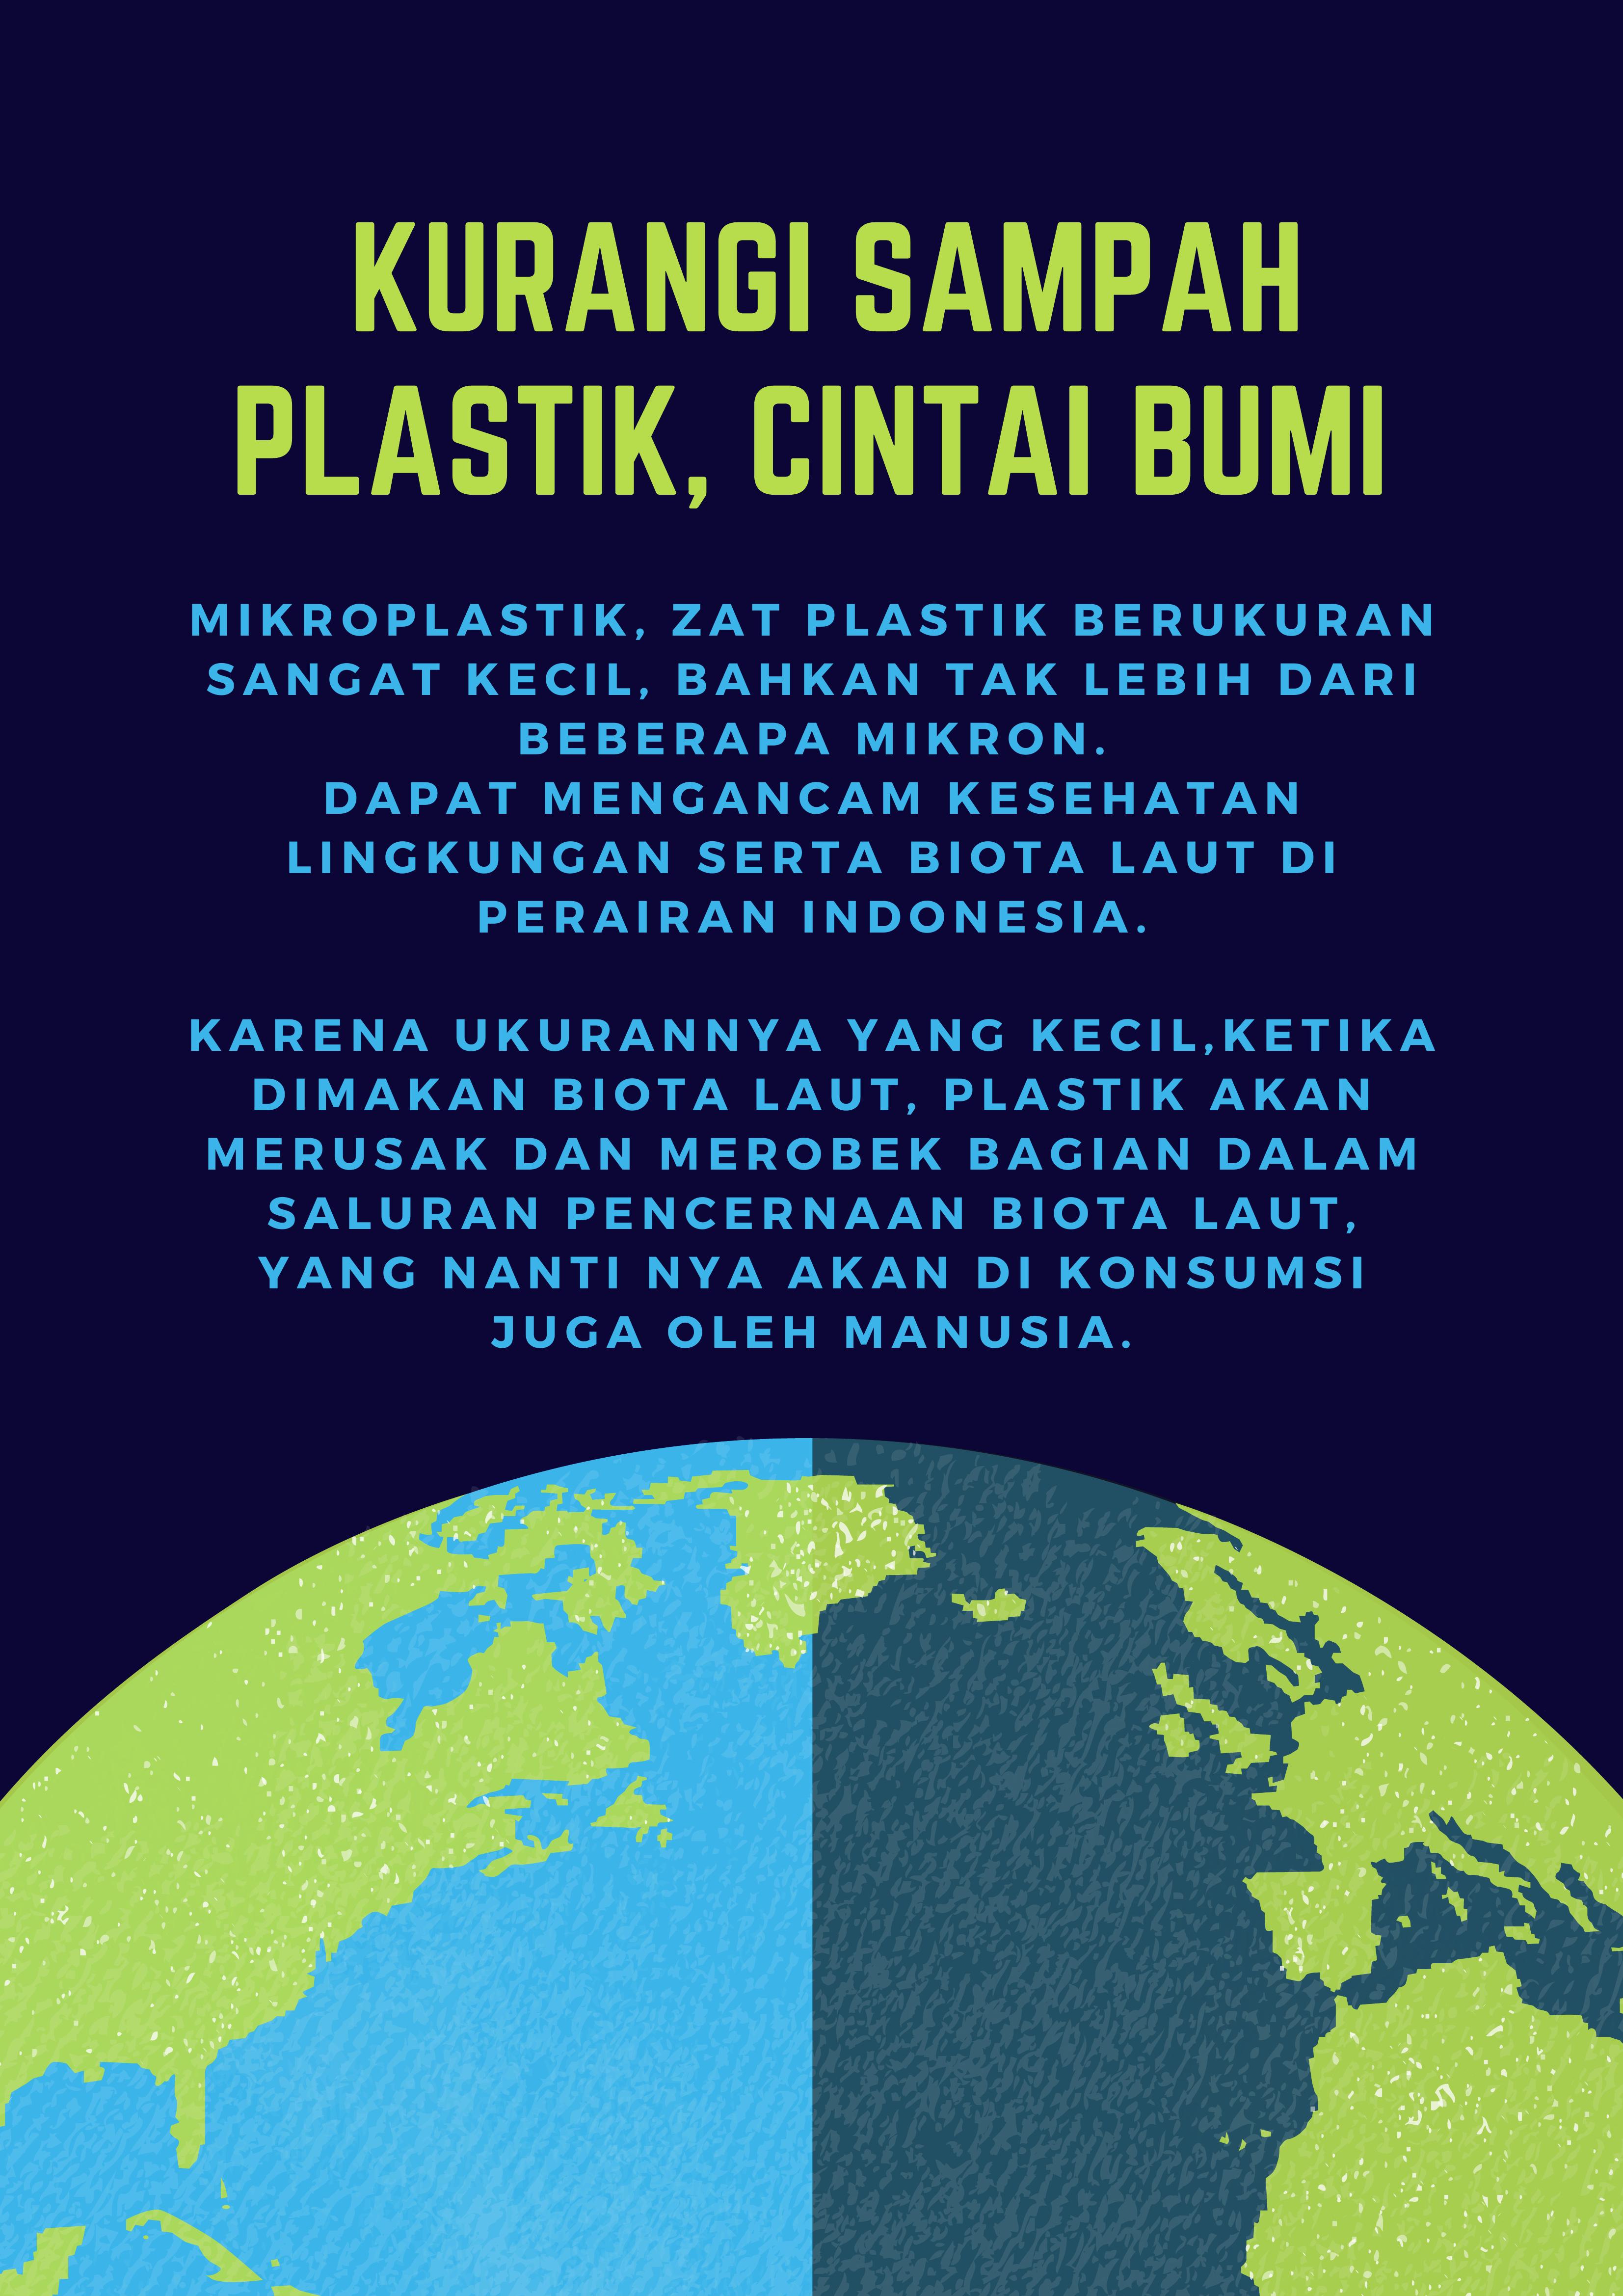 KURANGI SAMPAH
PLASTIK, CINTAI BUMI
MIKROPLASTIK, ZAT PLASTIK BERUKURAN
SANGAT KECIL, BAHKAN TAK LEBIH DARI
BEBERAPA MIKRON.
DAPAT MENGANCAM KESEHATAN
LINGKUNGAN SERTA BIOTA LAUT DI
PERAIRAN INDONESIA.
KARENA UKURANNYA YANG KECIL,KETIKA
DIMAKAN BIOTA LAUT, PLASTIK AKAN
MERUSAK DAN MEROBEK BAGIAN DALAM
SALURAN PENCERNAAN BIOTA LAUT,
YANG NANTI NYA AKAN DI KONSUMSI
JUGA OLEH MANUSIA.